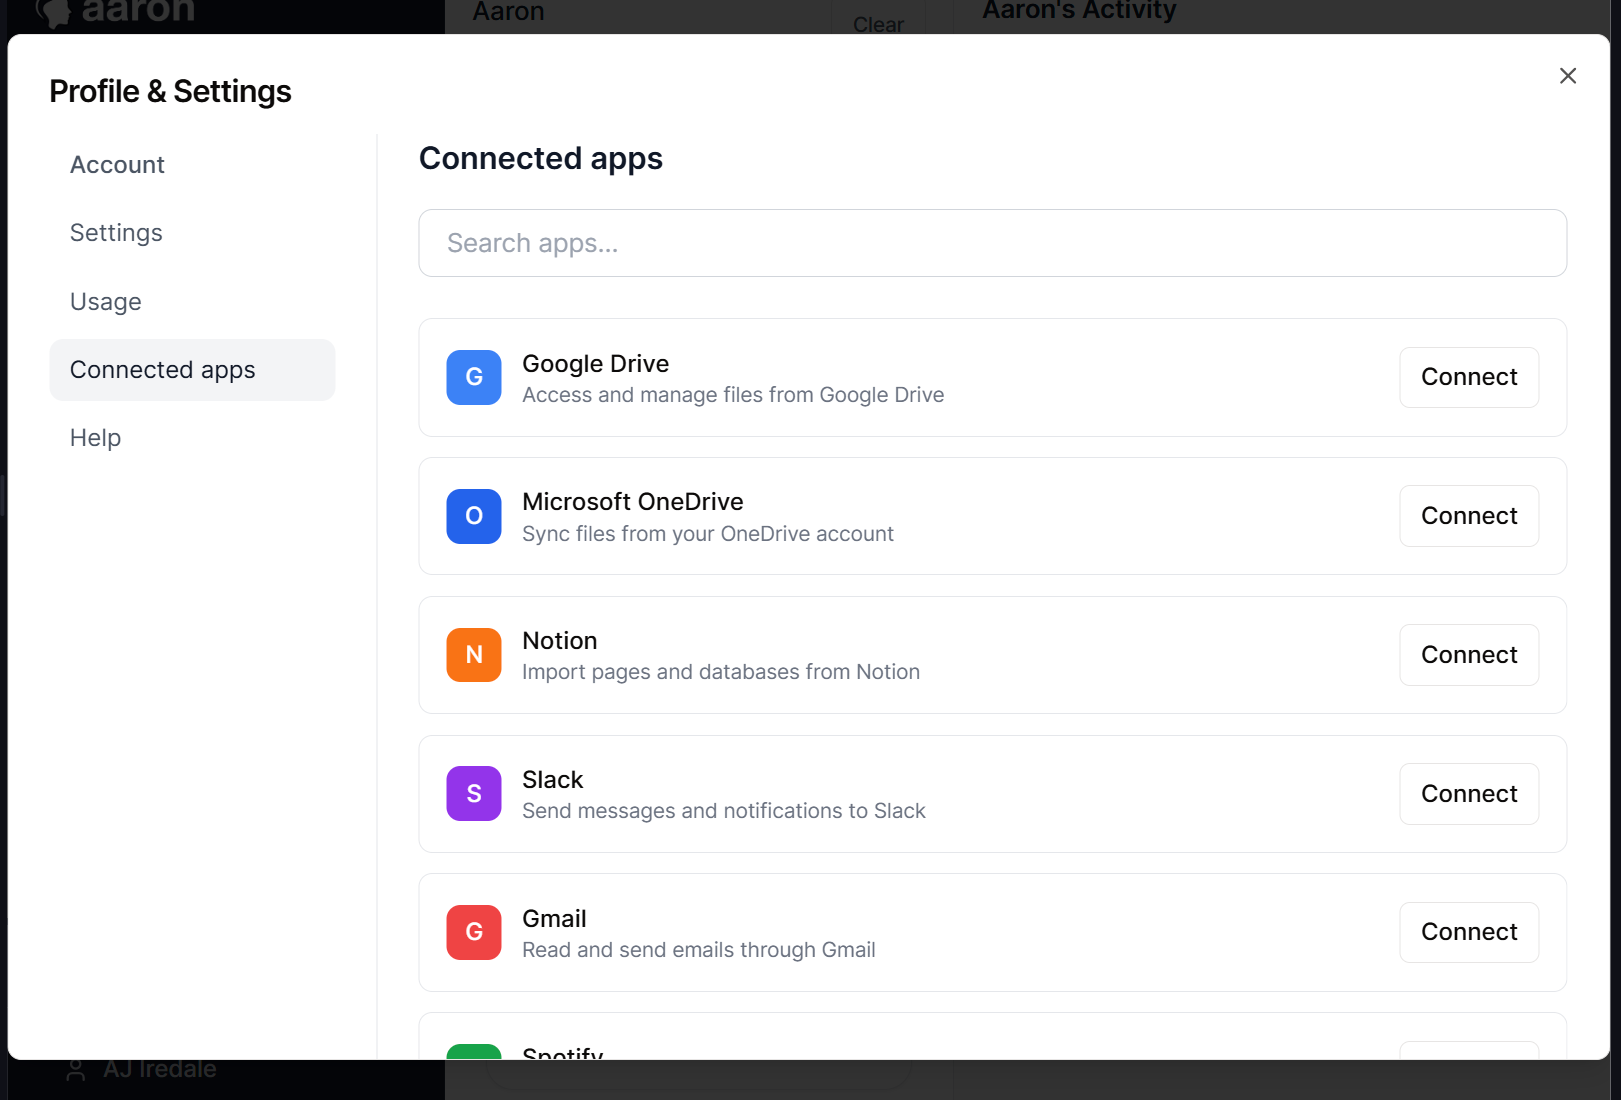 aaron
Aaron
Clear
Aaron's Activity
Profile & Settings
Account
Settings
Usage
Connected apps
Help
Connected apps
Search apps...
G
Google Drive
Access and manage files from Google Drive
Connect
O
Microsoft OneDrive
Sync files from your OneDrive account
Connect
N
Notion
Import pages and databases from Notion
Connect
S
Slack
Send messages and notifications to Slack
Connect
G
Gmail
Read and send emails through Gmail
Connect
Spotify
AJ Iredale